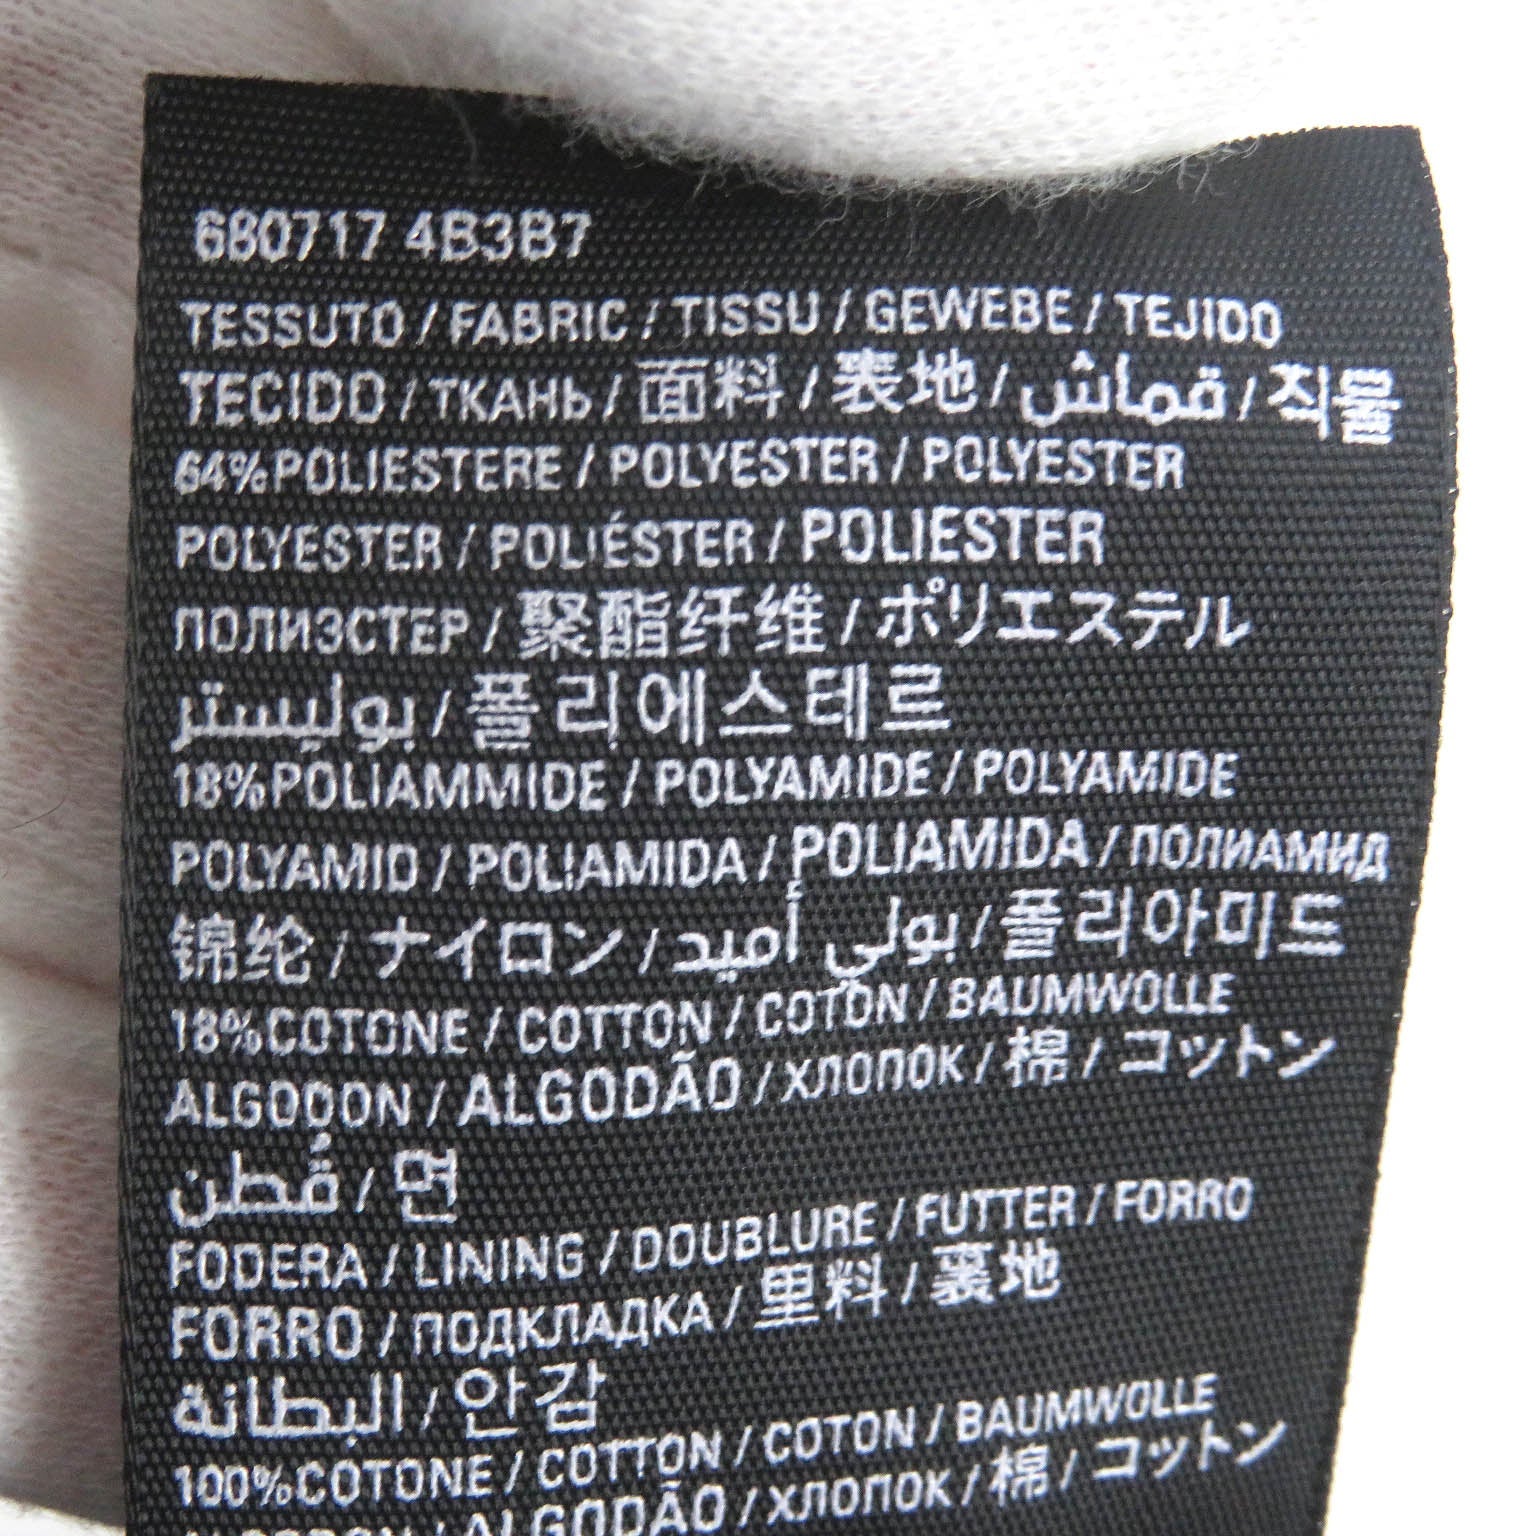 680717 4B3B7
TESSUTO / FABRIC / TISSU / GEWEBE / TEJIDO
TECIDO / ТКАНЬ / 面料 / 表地 / قماش / 직물
64%POLIESTERE / POLYESTER / POLYESTER
POLYESTER / POLIÉSTER / POLIESTER
ПОЛИЭСТЕР / 聚酯纤维 / ポリエステル
بوليستر / 폴리에스테르
18%POLIAMMIDE / POLYAMIDE / POLYAMIDE
POLYAMID / POLIAMIDA / POLIAMIDA / ПОЛИАМИД
锦纶 / ナイロン / بولي أميد / 폴리아미드
18%COTONE / COTTON / COTON / BAUMWOLLE
ALGODON / ALGODÃO / ХЛОПОК / 棉 / コットン
قُطن / 면
FODERA / LINING / DOUBLURE / FUTTER / FORRO
FORRO / ПОДКЛАДКА / 里料 / 裏地
البطانة / 안감
100%COTONE / COTTON / COTON / BAUMWOLLE
ALGODON / ALGODÃO / ХЛОПОК / 棉 / コットン